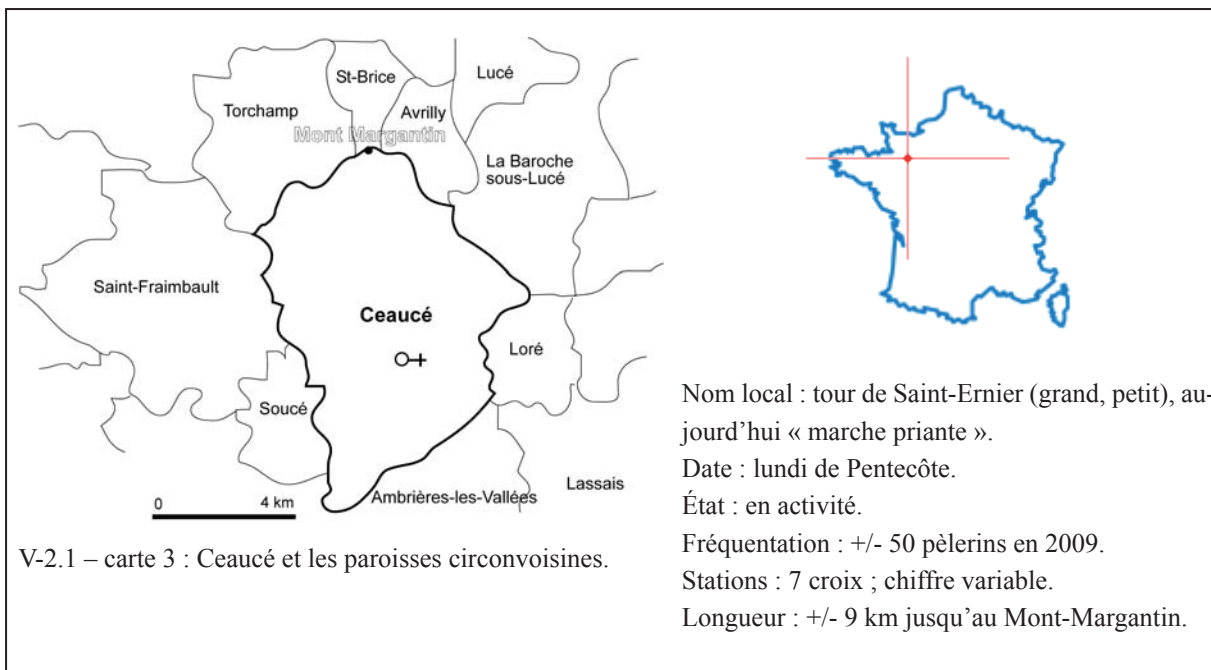 St-Brice
Lucé
Torchamp
Avrilly
Mont Margantin
La Baroche
sous-Lucé
Saint-Fraimbault
Ceaucé
Loré
Soucé
0 4 km
Ambrières-les-Vallées
Lassais
V-2.1 – carte 3 : Ceaucé et les paroisses circonvoisines.
Nom local : tour de Saint-Ernier (grand, petit), au-
jourd’hui « marche priante ».
Date : lundi de Pentecôte.
État : en activité.
Fréquentation : +/- 50 pèlerins en 2009.
Stations : 7 croix ; chiffre variable.
Longueur : +/- 9 km jusqu’au Mont-Margantin.